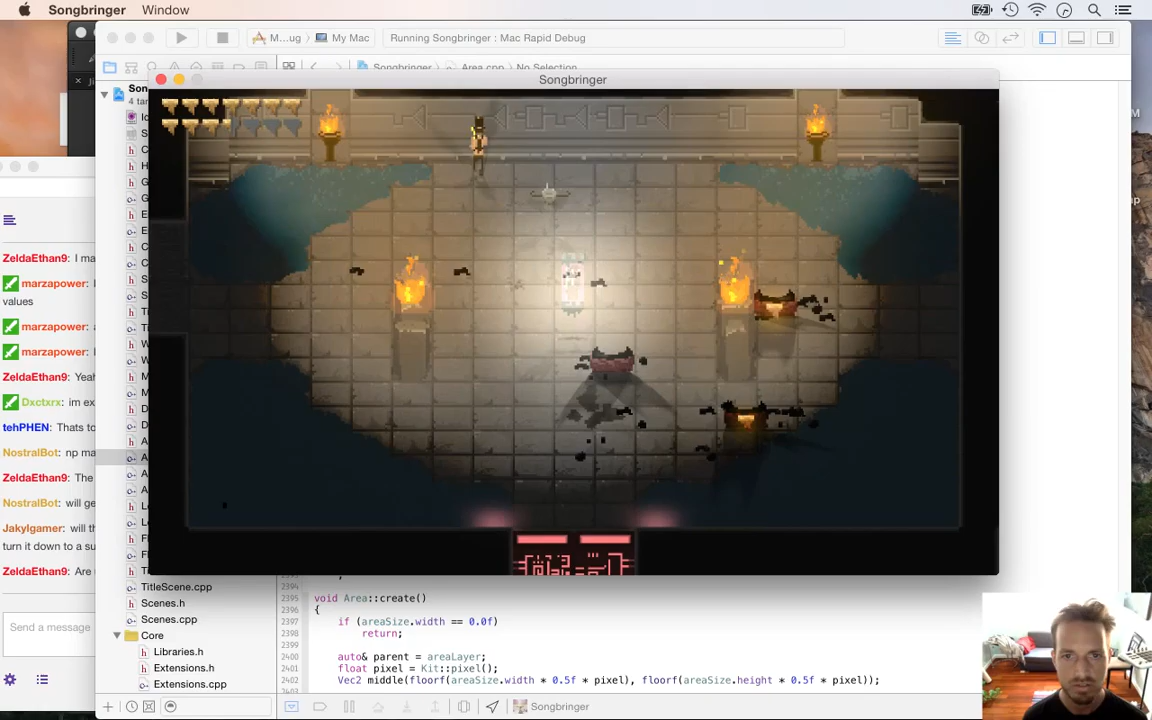 Songbringer Window
M...ug My Mac Running Songbringer : Mac Rapid Debug
Songbringer Area.cpp No Selection
Son
4 tar
Songbringer
ZeldaEthan9: I ma
marzapower:
values
marzapower:
marzapower:
ZeldaEthan9: Yeah
Dxctxrx: im ex
tehPHEN: Thats to
NostralBot: np ma
ZeldaEthan9: The
NostralBot: will ge
Jakylgamer: will th
turn it down to a su
ZeldaEthan9: Are
Send a message
TitleScene.cpp
Scenes.h
Scenes.cpp
Core
Libraries.h
Extensions.h
Extensions.cpp
2394
2395 void Area::create()
2396 {
2397 if (areaSize.width == 0.0f)
2398 return;
2399
2400 auto& parent = areaLayer;
2401 float pixel = Kit::pixel();
2402 Vec2 middle(floorf(areaSize.width * 0.5f * pixel), floorf(areaSize.height * 0.5f * pixel));
2403
Songbringer